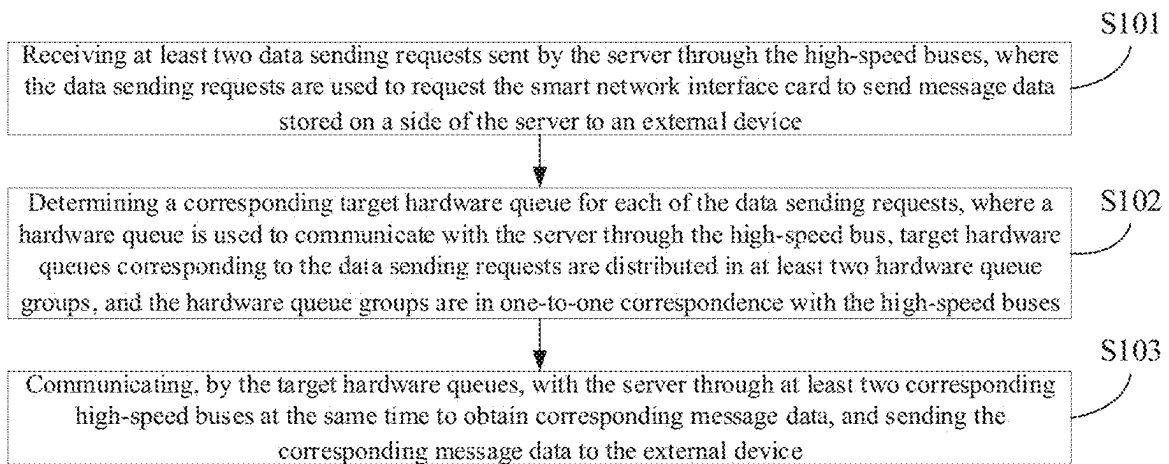 S101
Receiving at least two data sending requests sent by the server through the high-speed buses, where
the data sending requests are used to request the smart network interface card to send message data
stored on a side of the server to an external device
S102
Determining a corresponding target hardware queue for each of the data sending requests, where a
hardware queue is used to communicate with the server through the high-speed bus, target hardware
queues corresponding to the data sending requests are distributed in at least two hardware queue
groups, and the hardware queue groups are in one-to-one correspondence with the high-speed buses
S103
Communicating, by the target hardware queues, with the server through at least two corresponding
high-speed buses at the same time to obtain corresponding message data, and sending the
corresponding message data to the external device